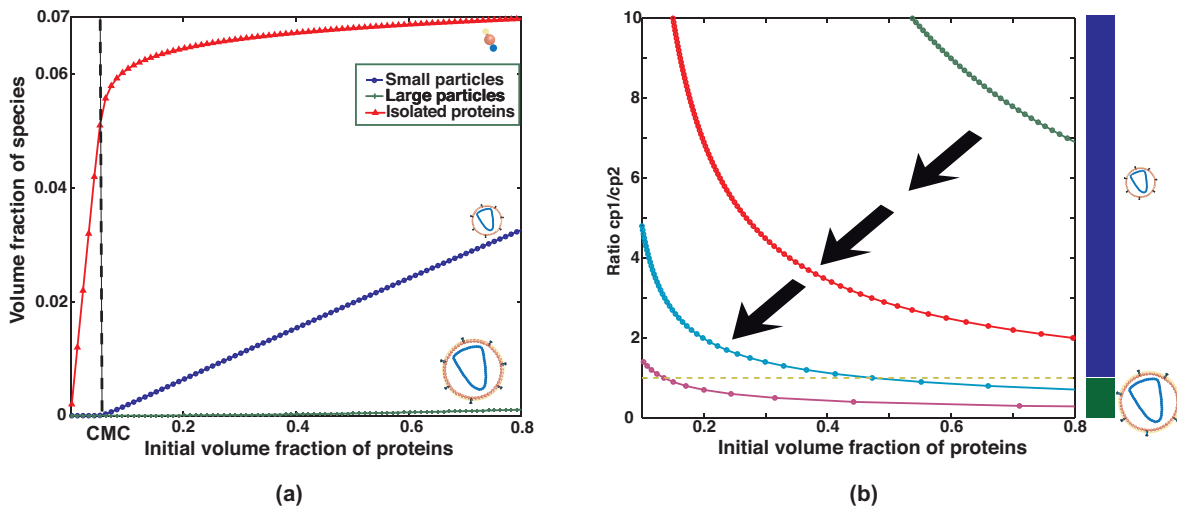 0.07
0.06
0.04
0.02
0
Volume fraction of species
Small particles
Large particles
Isolated proteins
0
CMC
0.2
0.4
0.6
0.8
Initial volume fraction of proteins
(a)
10
8
6
4
2
0
Ratio cp1/cp2
0.2
0.4
0.6
0.8
Initial volume fraction of proteins
(b)